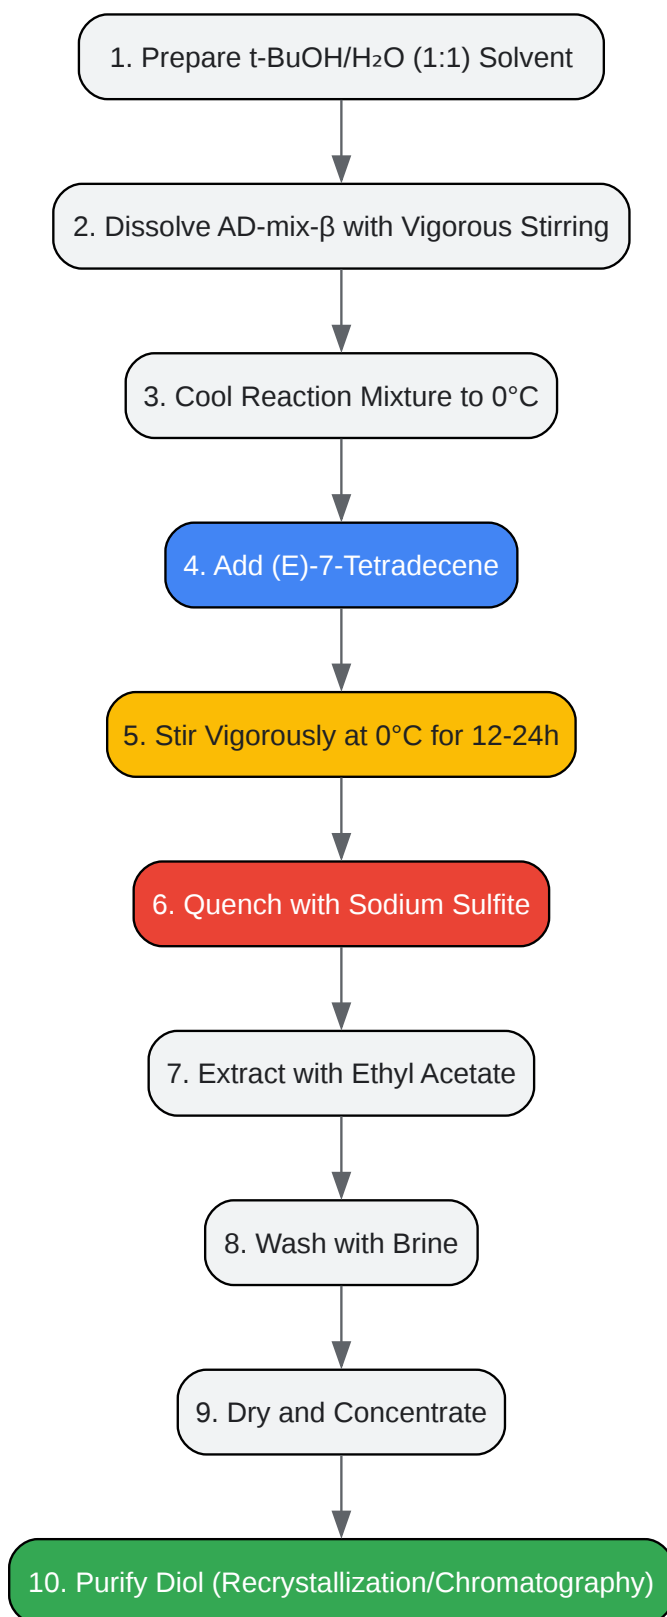 1. Prepare t-BuOH/H₂O (1:1) Solvent
2. Dissolve AD-mix-β with Vigorous Stirring
3. Cool Reaction Mixture to 0°C
4. Add (E)-7-Tetradecene
5. Stir Vigorously at 0°C for 12-24h
6. Quench with Sodium Sulfite
7. Extract with Ethyl Acetate
8. Wash with Brine
9. Dry and Concentrate
10. Purify Diol (Recrystallization/Chromatography)